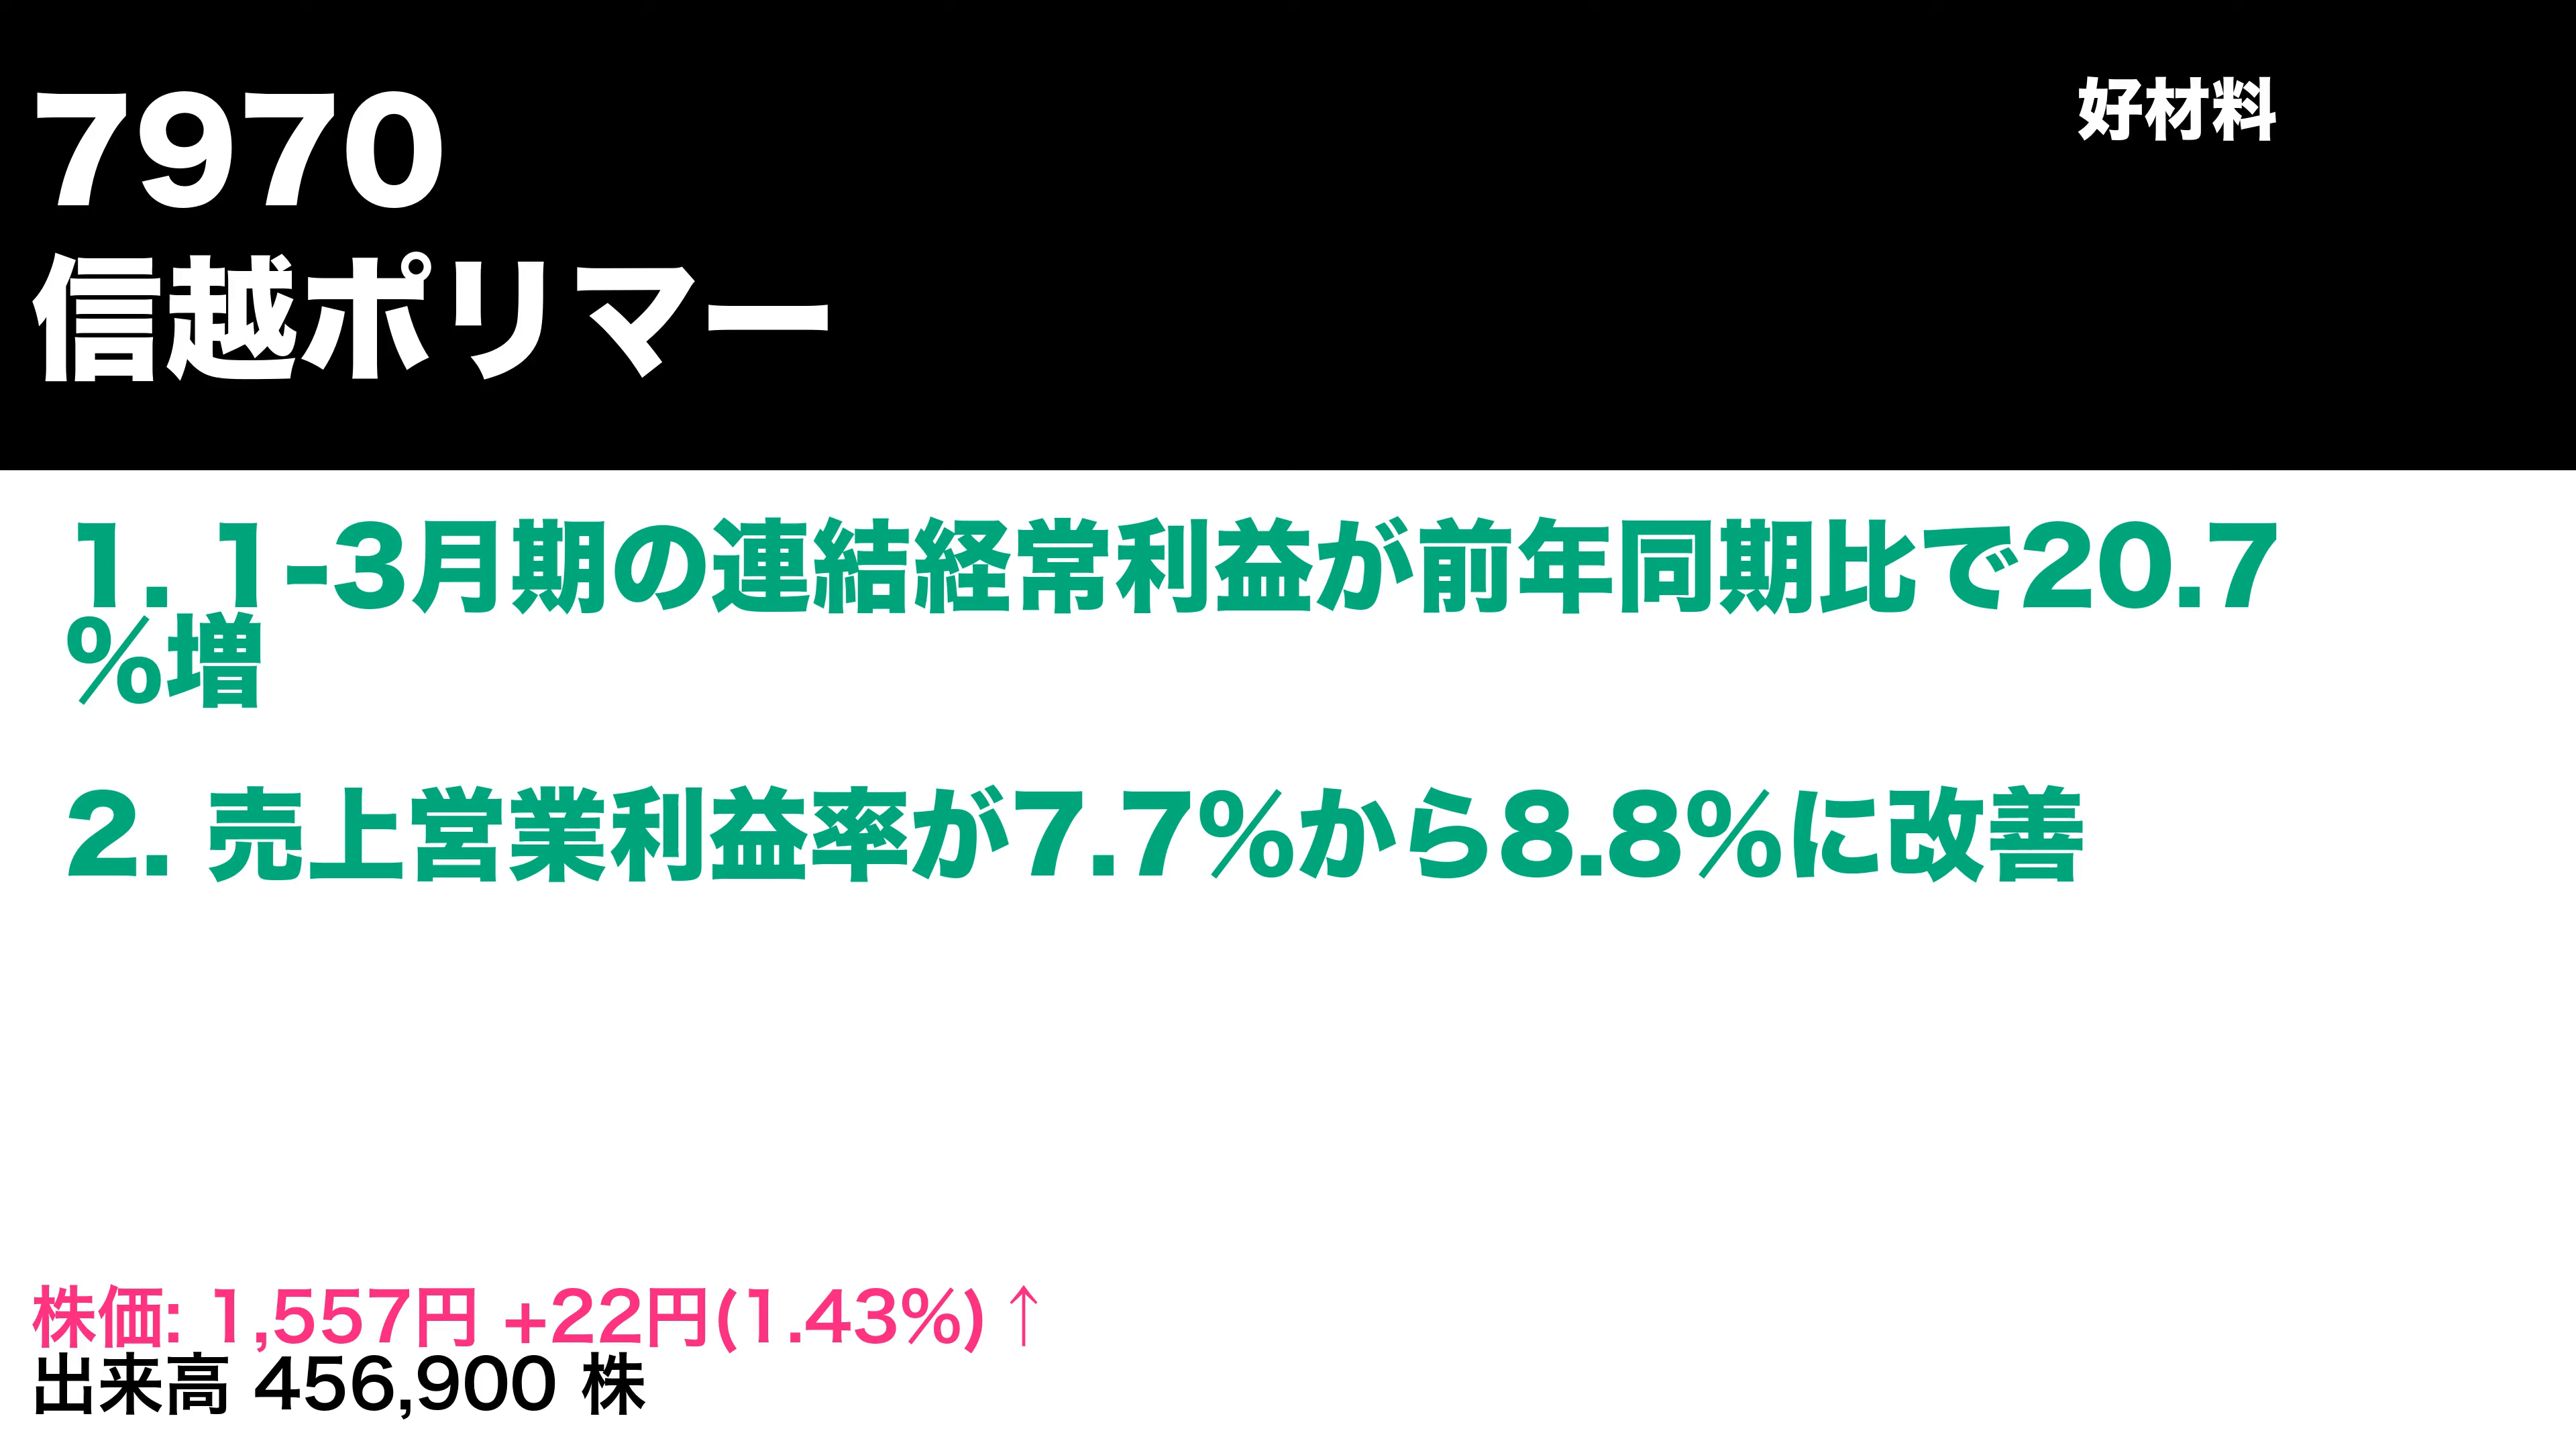 7970
好材料
信越ポリマー
1. 1-3月期の連結経常利益が前年同期比で20.7
%増
2. 売上営業利益率が7.7%から8.8%に改善
株価: 1,557円 +22円(1.43%)↑
出来高 456,900 株